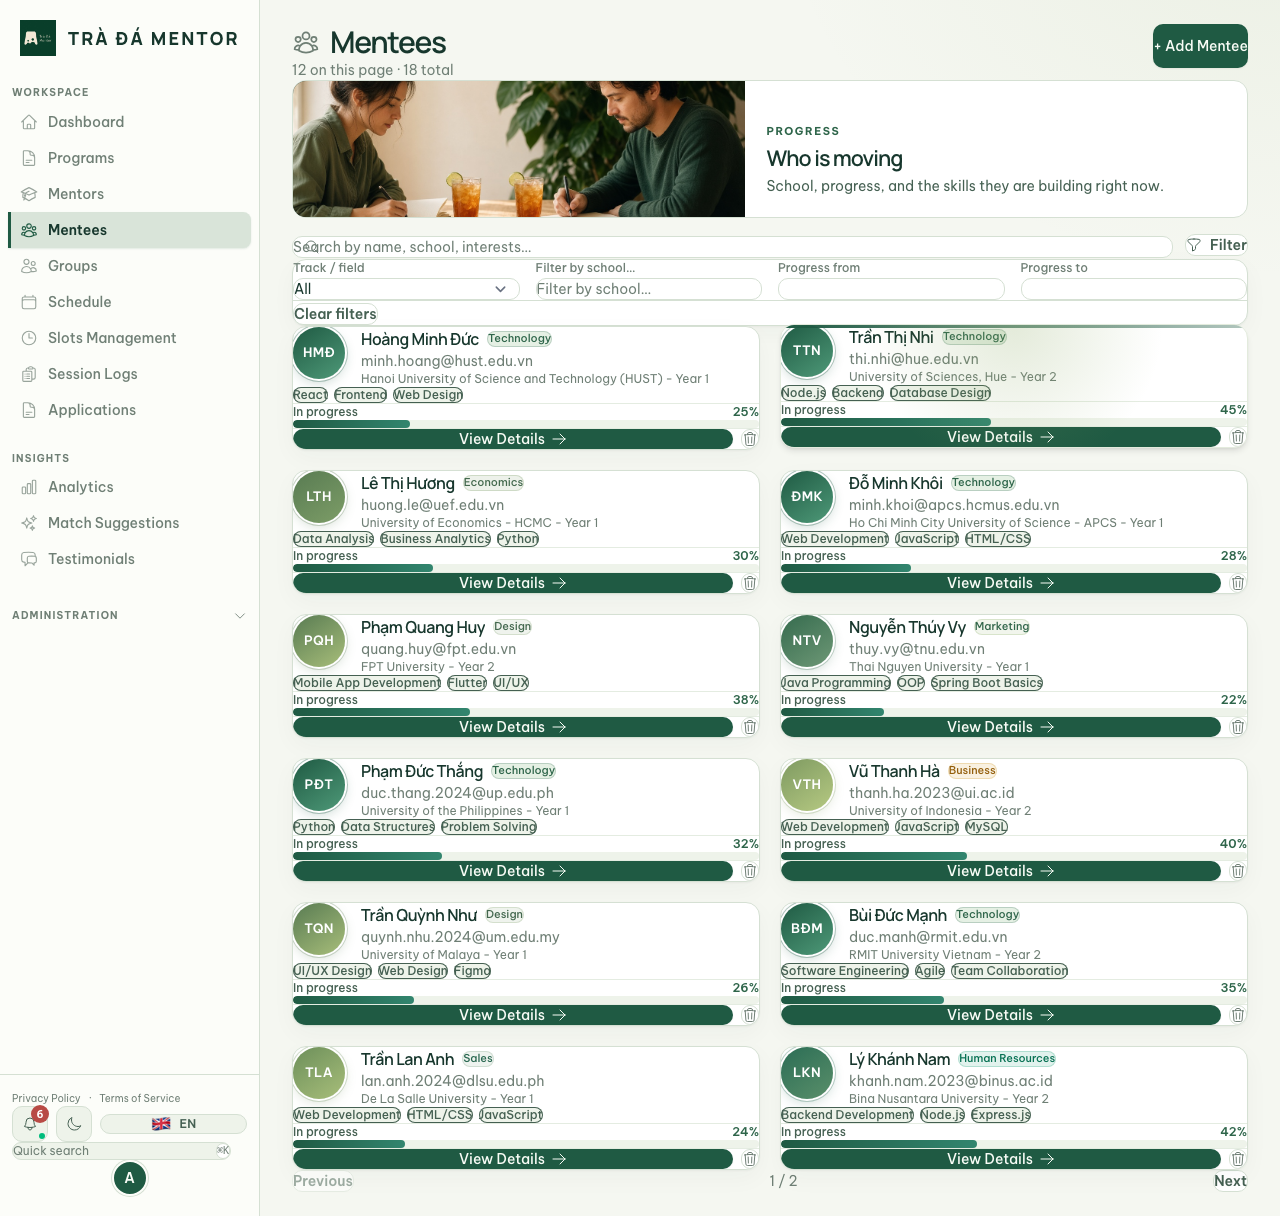 TRÀ ĐÁ MENTOR
WORKSPACE
Dashboard
Programs
Mentors
Mentees
Groups
Schedule
Slots Management
Session Logs
Applications
INSIGHTS
Analytics
Match Suggestions
Testimonials
ADMINISTRATION
Privacy Policy · Terms of Service
6
EN
Quick search ⌘K
A
Mentees
12 on this page · 18 total
+ Add Mentee
PROGRESS
Who is moving
School, progress, and the skills they are building right now.
Search by name, school, interests...
Filter
Track / field
All
Filter by school...
Filter by school...
Progress from
Progress to
Clear filters
HMĐ
Hoàng Minh Đức Technology
minh.hoang@hust.edu.vn
Hanoi University of Science and Technology (HUST) - Year 1
React Frontend Web Design
In progress 25%
View Details
TTN
Trần Thị Nhi Technology
thi.nhi@hue.edu.vn
University of Sciences, Hue - Year 2
Node.js Backend Database Design
In progress 45%
View Details
LTH
Lê Thị Hương Economics
huong.le@uef.edu.vn
University of Economics - HCMC - Year 1
Data Analysis Business Analytics Python
In progress 30%
View Details
ĐMK
Đỗ Minh Khôi Technology
minh.khoi@apcs.hcmus.edu.vn
Ho Chi Minh City University of Science - APCS - Year 1
Web Development JavaScript HTML/CSS
In progress 28%
View Details
PQH
Phạm Quang Huy Design
quang.huy@fpt.edu.vn
FPT University - Year 2
Mobile App Development Flutter UI/UX
In progress 38%
View Details
NTV
Nguyễn Thúy Vy Marketing
thuy.vy@tnu.edu.vn
Thai Nguyen University - Year 1
Java Programming OOP Spring Boot Basics
In progress 22%
View Details
PĐT
Phạm Đức Thắng Technology
duc.thang.2024@up.edu.ph
University of the Philippines - Year 1
Python Data Structures Problem Solving
In progress 32%
View Details
VTH
Vũ Thanh Hà Business
thanh.ha.2023@ui.ac.id
University of Indonesia - Year 2
Web Development JavaScript MySQL
In progress 40%
View Details
TQN
Trần Quỳnh Như Design
quynh.nhu.2024@um.edu.my
University of Malaya - Year 1
UI/UX Design Web Design Figma
In progress 26%
View Details
BĐM
Bùi Đức Mạnh Technology
duc.manh@rmit.edu.vn
RMIT University Vietnam - Year 2
Software Engineering Agile Team Collaboration
In progress 35%
View Details
TLA
Trần Lan Anh Sales
lan.anh.2024@dlsu.edu.ph
De La Salle University - Year 1
Web Development HTML/CSS JavaScript
In progress 24%
View Details
LKN
Lý Khánh Nam Human Resources
khanh.nam.2023@binus.ac.id
Bina Nusantara University - Year 2
Backend Development Node.js Express.js
In progress 42%
View Details
Previous
1 / 2
Next